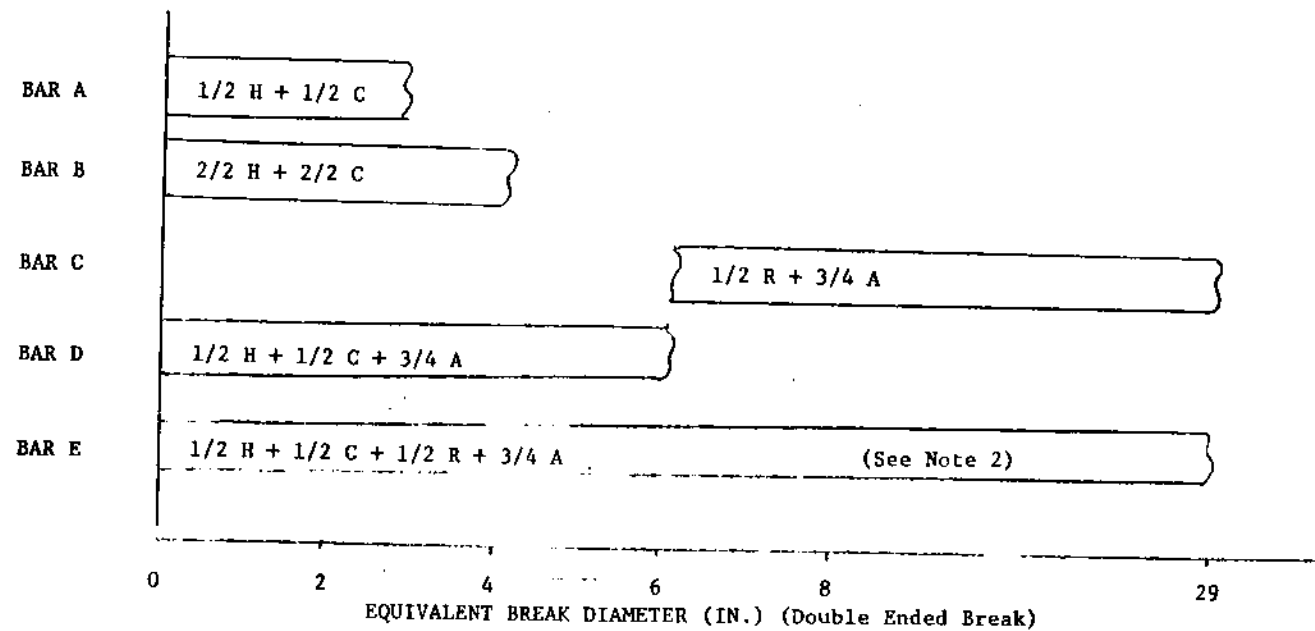 BAR A 1/2 H + 1/2 C
BAR B 2/2 H + 2/2 C
BAR C 1/2 R + 3/4 A
BAR D 1/2 H + 1/2 C + 3/4 A
BAR E 1/2 H + 1/2 C + 1/2 R + 3/4 A (See Note 2)
0 2 4 6 8 29
EQUIVALENT BREAK DIAMETER (IN.) (Double Ended Break)